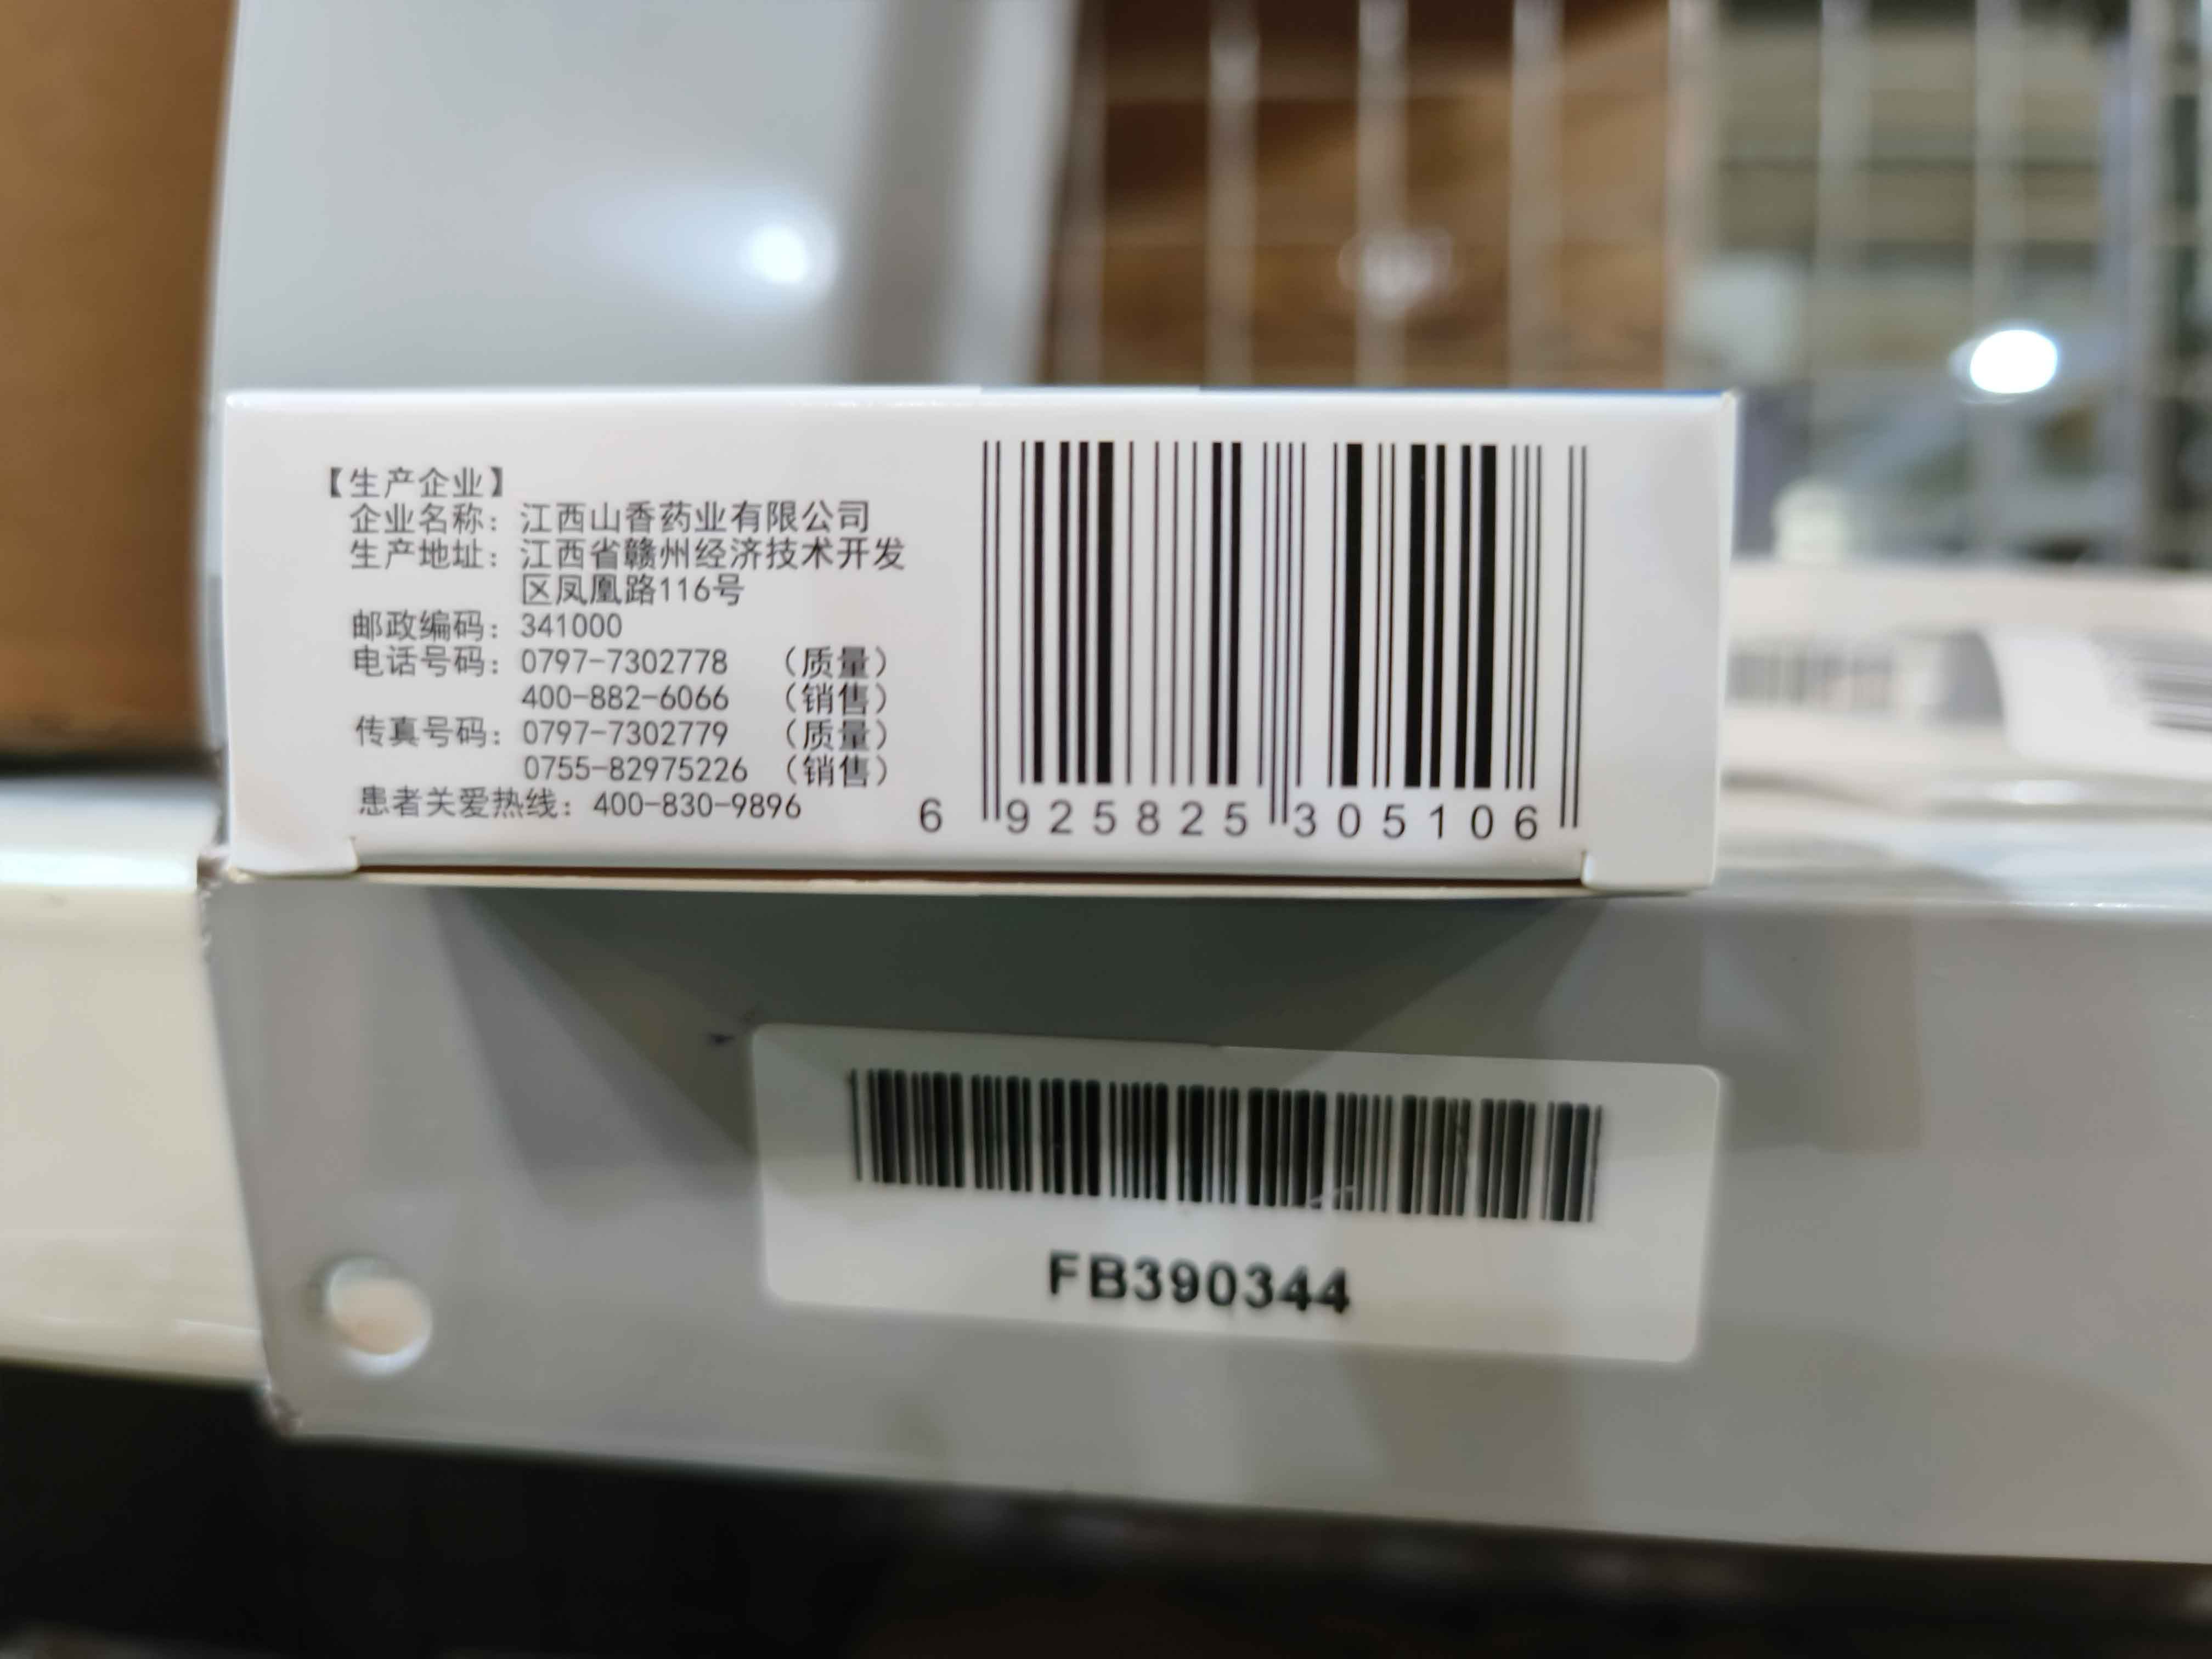 【生产企业】
企业名称：江西山香药业有限公司
生产地址：江西省赣州经济技术开发
区凤凰路116号
邮政编码：341000
电话号码：0797-7302778 （质量）
400-882-6066 （销售）
传真号码：0797-7302779 （质量）
0755-82975226 （销售）
患者关爱热线：400-830-9896
6 925825 305106
FB390344